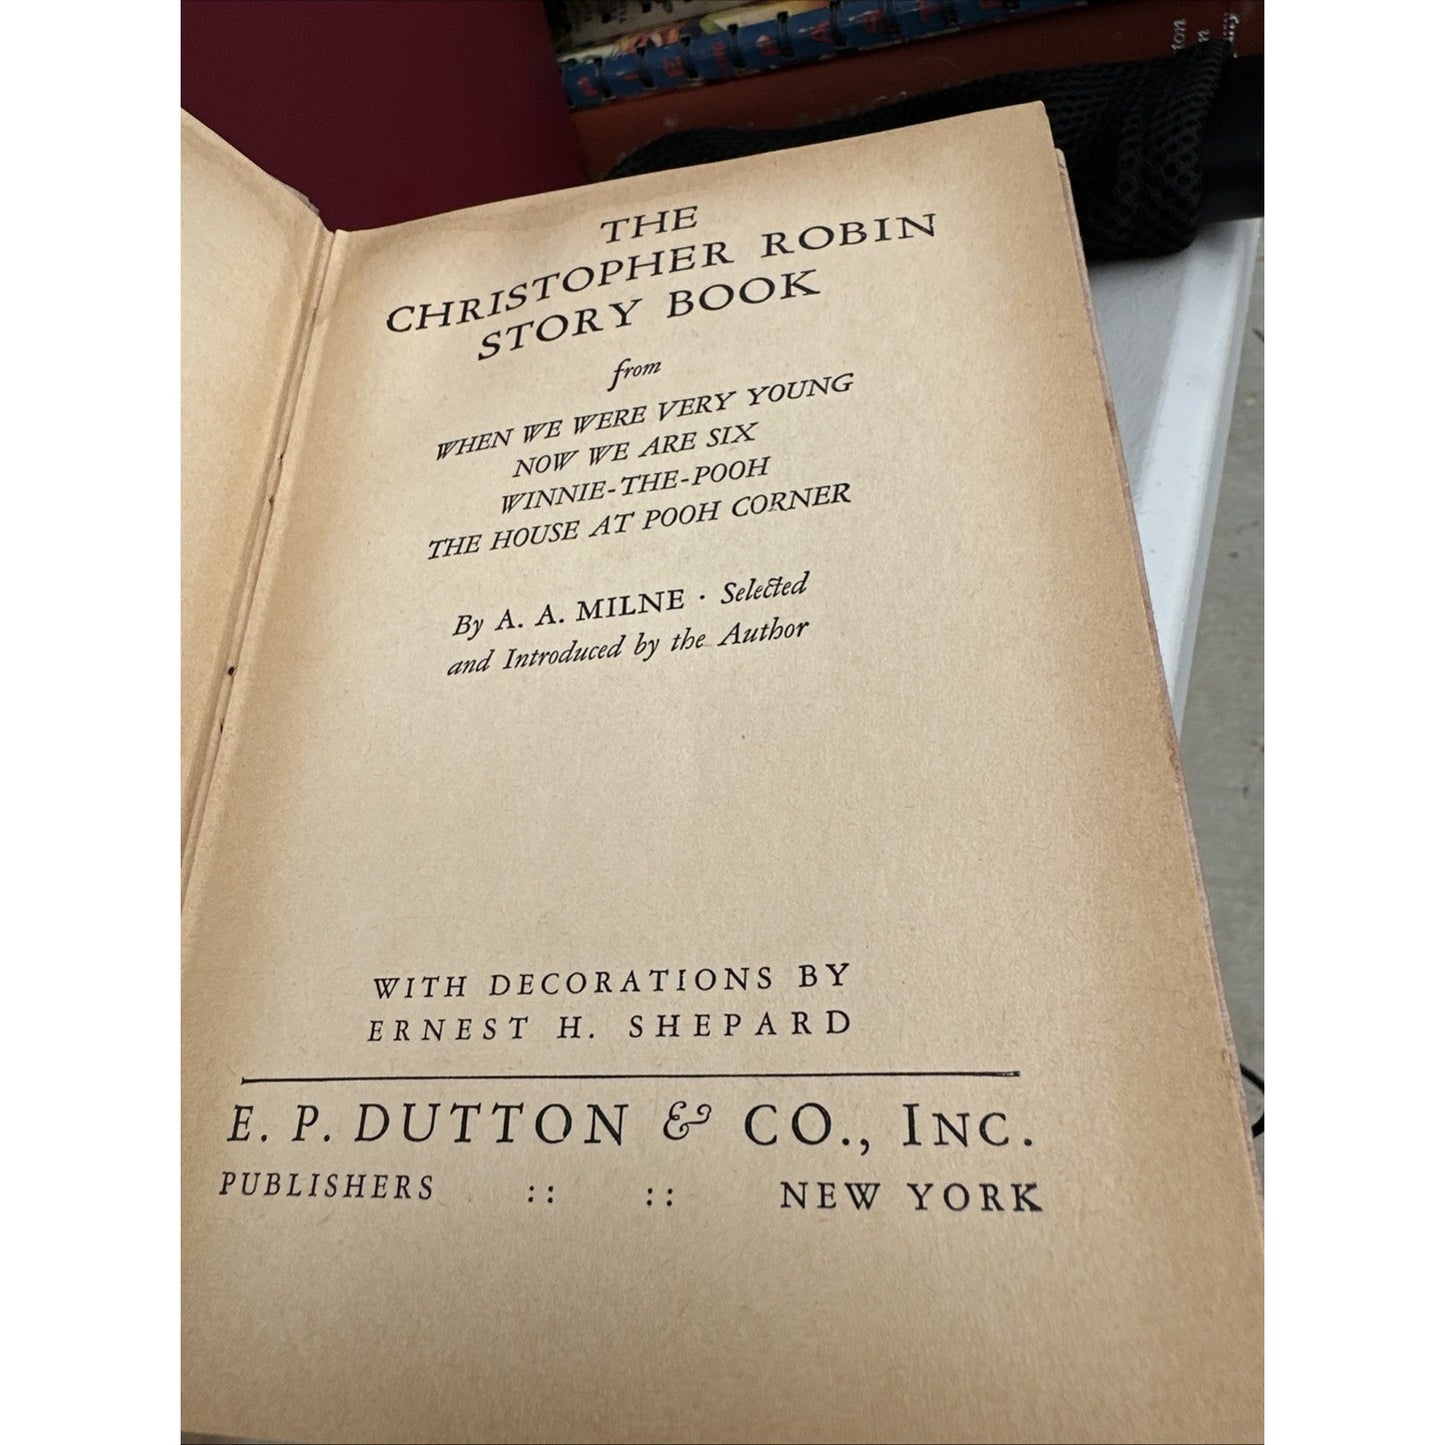 THE
CHRISTOPHER ROBIN
STORY BOOK
from
WHEN WE WERE VERY YOUNG
NOW WE ARE SIX
WINNIE-THE-POOH
THE HOUSE AT POOH CORNER
By A. A. MILNE · Selected
and Introduced by the Author
WITH DECORATIONS BY
ERNEST H. SHEPARD
E. P. DUTTON & CO., INC.
PUBLISHERS :: :: NEW YORK